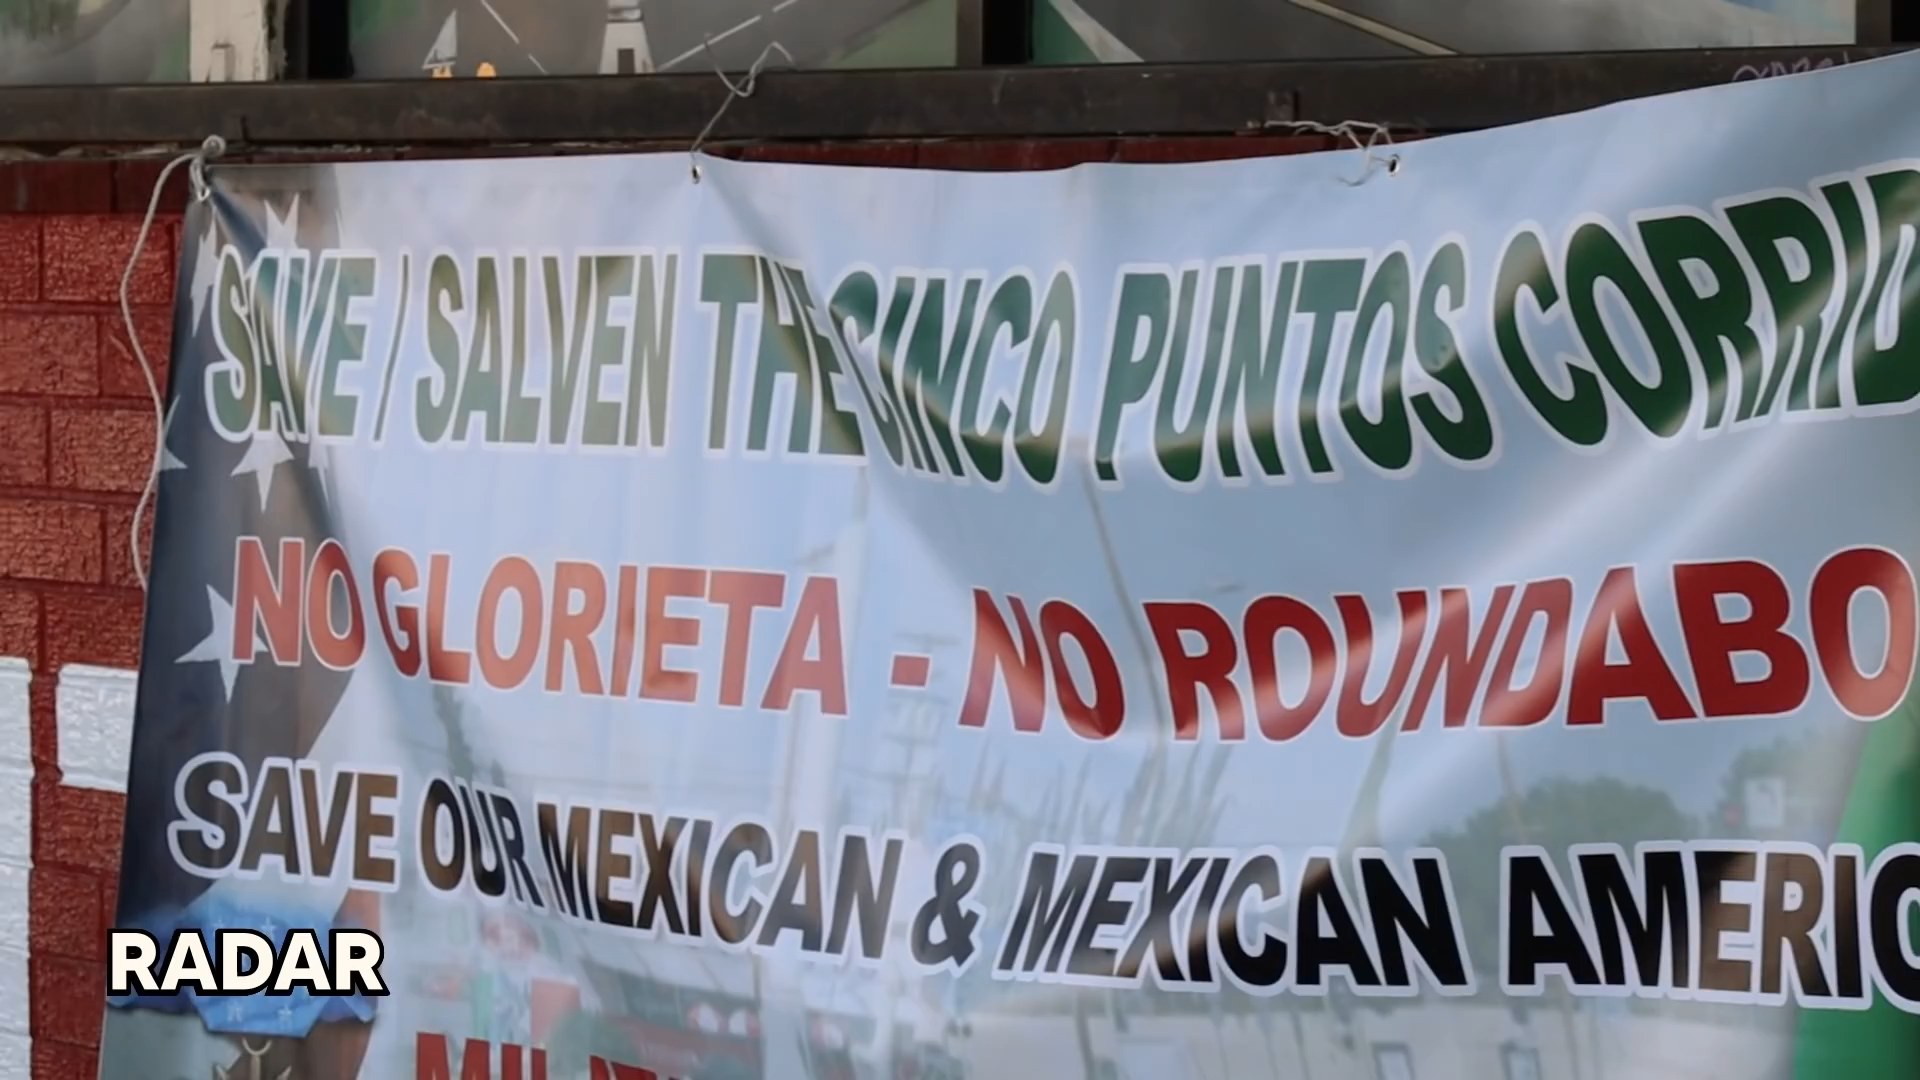 SAVE / SALVEN THE CINCO PUNTOS CORRID
NO GLORIETA - NO ROUNDABO
SAVE OUR MEXICAN & MEXICAN AMERIC
RADAR